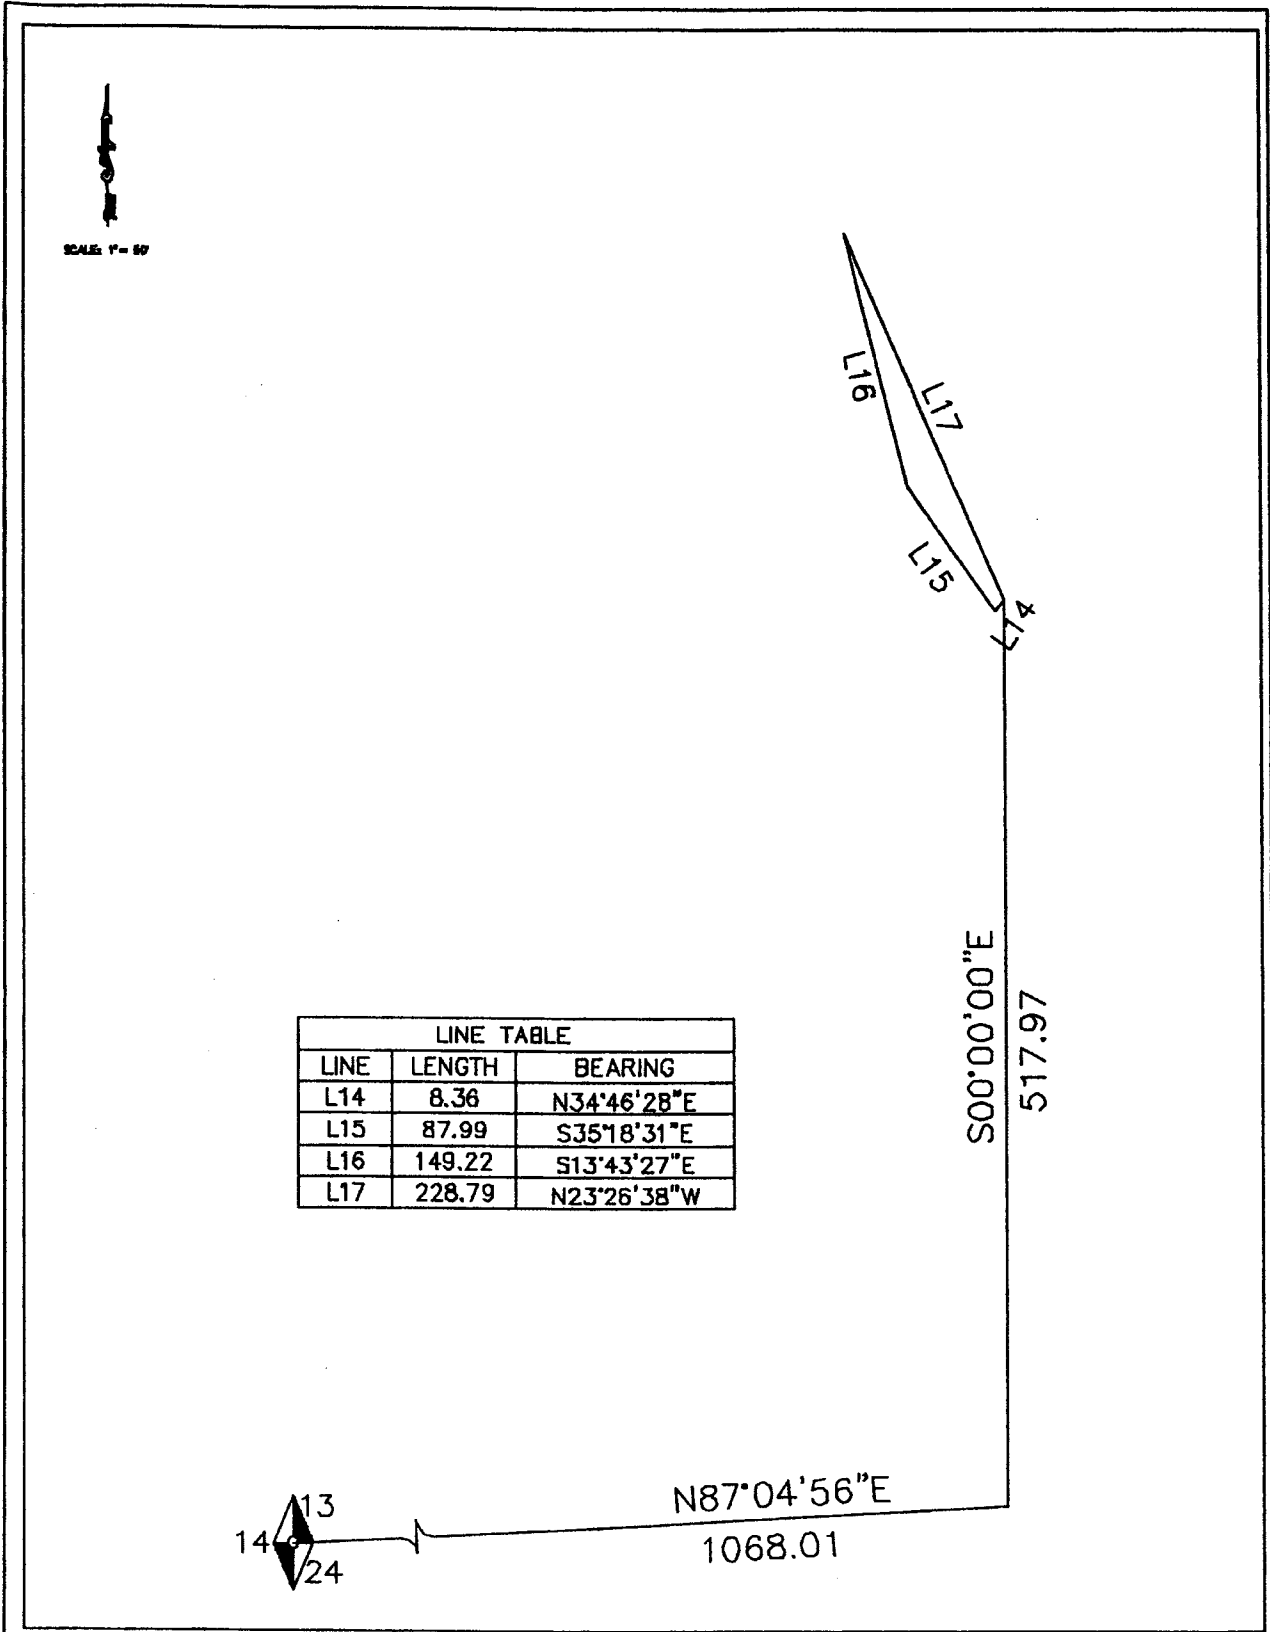 SCALE: 1" = 50'
L16
L17
L15
L14
S00°00'00"E
517.97
LINE TABLE
LINE LENGTH BEARING
L14 8.36 N34°46'28"E
L15 87.99 S35°18'31"E
L16 149.22 S13°43'27"E
L17 228.79 N23°26'38"W
N87°04'56"E
1068.01
13
14
24